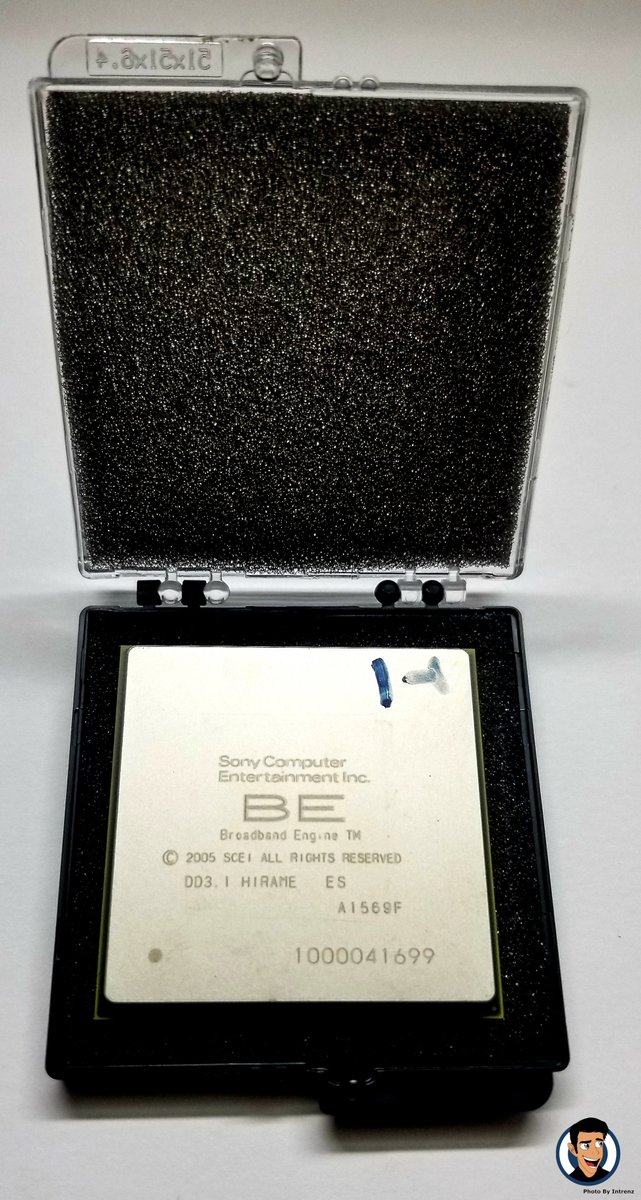 51x51x6.4
1-
Sony Computer
Entertainment Inc.
BE
Broadband Engine TM
© 2005 SCEI ALL RIGHTS RESERVED
DD3.1 HIRAME ES
A1569F
1000041699
Photo By Intrenz